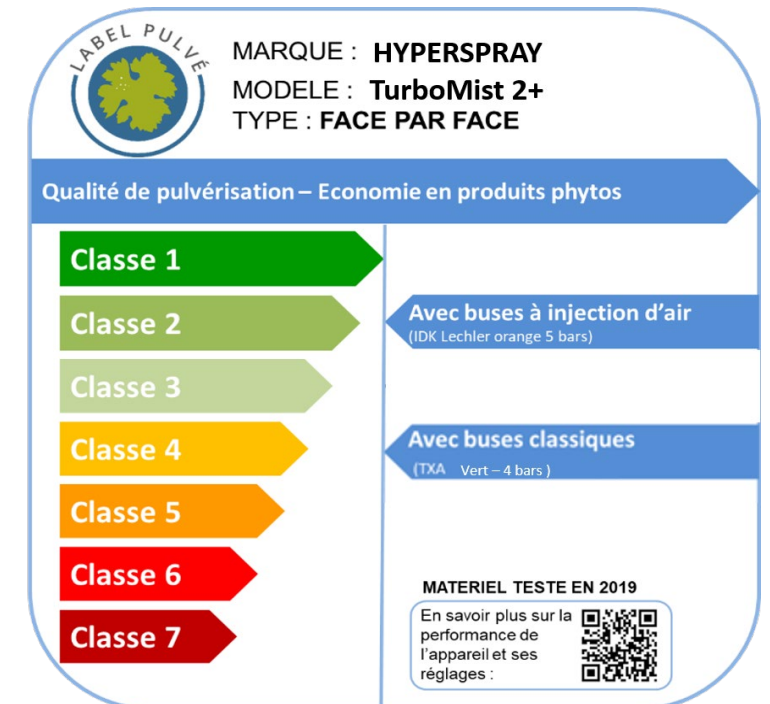 LABEL PULVÉ
MARQUE : HYPERSPRAY
MODELE : TurboMist 2+
TYPE : FACE PAR FACE
Qualité de pulvérisation – Economie en produits phytos
Classe 1
Classe 2
Avec buses à injection d'air
(IDK Lechler orange 5 bars)
Classe 3
Classe 4
Avec buses classiques
(TXA Vert – 4 bars )
Classe 5
Classe 6
Classe 7
MATERIEL TESTE EN 2019
En savoir plus sur la
performance de
l'appareil et ses
réglages :